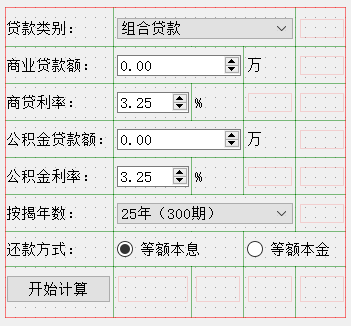 贷款类别： 组合贷款
商业贷款额： 0.00 万
商贷利率： 3.25 %
公积金贷款额： 0.00 万
公积金利率： 3.25 %
按揭年数： 25年（300期）
还款方式： 等额本息 等额本金
开始计算